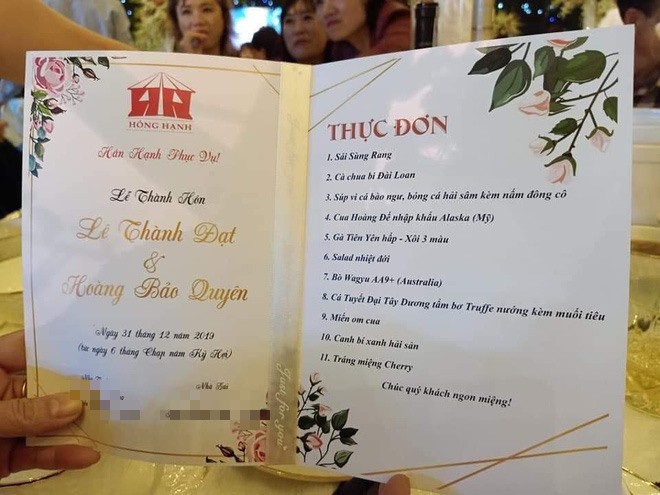 HỒNG HẠNH
Hân Hạnh Phục Vụ!
Lễ Thành Hôn
Lê Thành Đạt
&
Hoàng Bảo Quyên
Ngày 31 tháng 12 năm 2019
(tức ngày 6 tháng Chạp năm Kỷ Hợi)
Nhà Gái
Just for you
THỰC ĐƠN
1. Sái Sùng Rang
2. Cà chua bi Đài Loan
3. Súp vi cá bào ngư, bóng cá hải sâm kèm nấm đông cô
4. Cua Hoàng Đế nhập khẩu Alaska (Mỹ)
5. Gà Tiên Yên hấp - Xôi 3 màu
6. Salad nhiệt đới
7. Bò Wagyu AA9+ (Australia)
8. Cá Tuyết Đại Tây Dương tẩm bơ Truffe nướng kèm muối tiêu
9. Miến om cua
10. Canh bí xanh hải sản
11. Tráng miệng Cherry
Chúc quý khách ngon miệng!